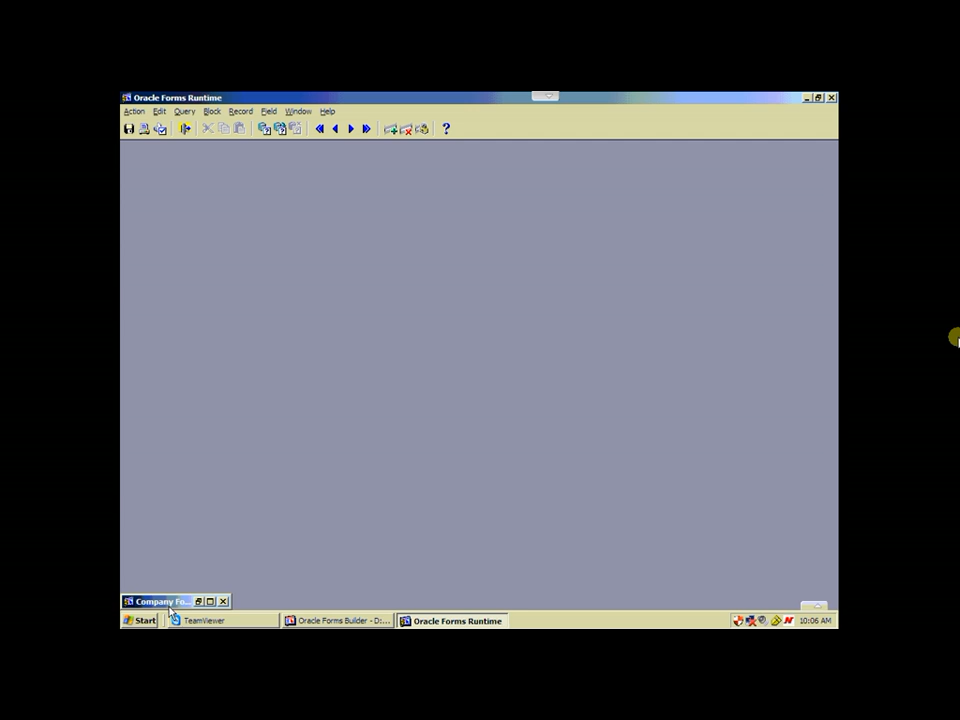 Oracle Forms Runtime
Action Edit Query Block Record Field Window Help
?
Company Fo...
Start TeamViewer Oracle Forms Builder - D:... Oracle Forms Runtime 10:06 AM